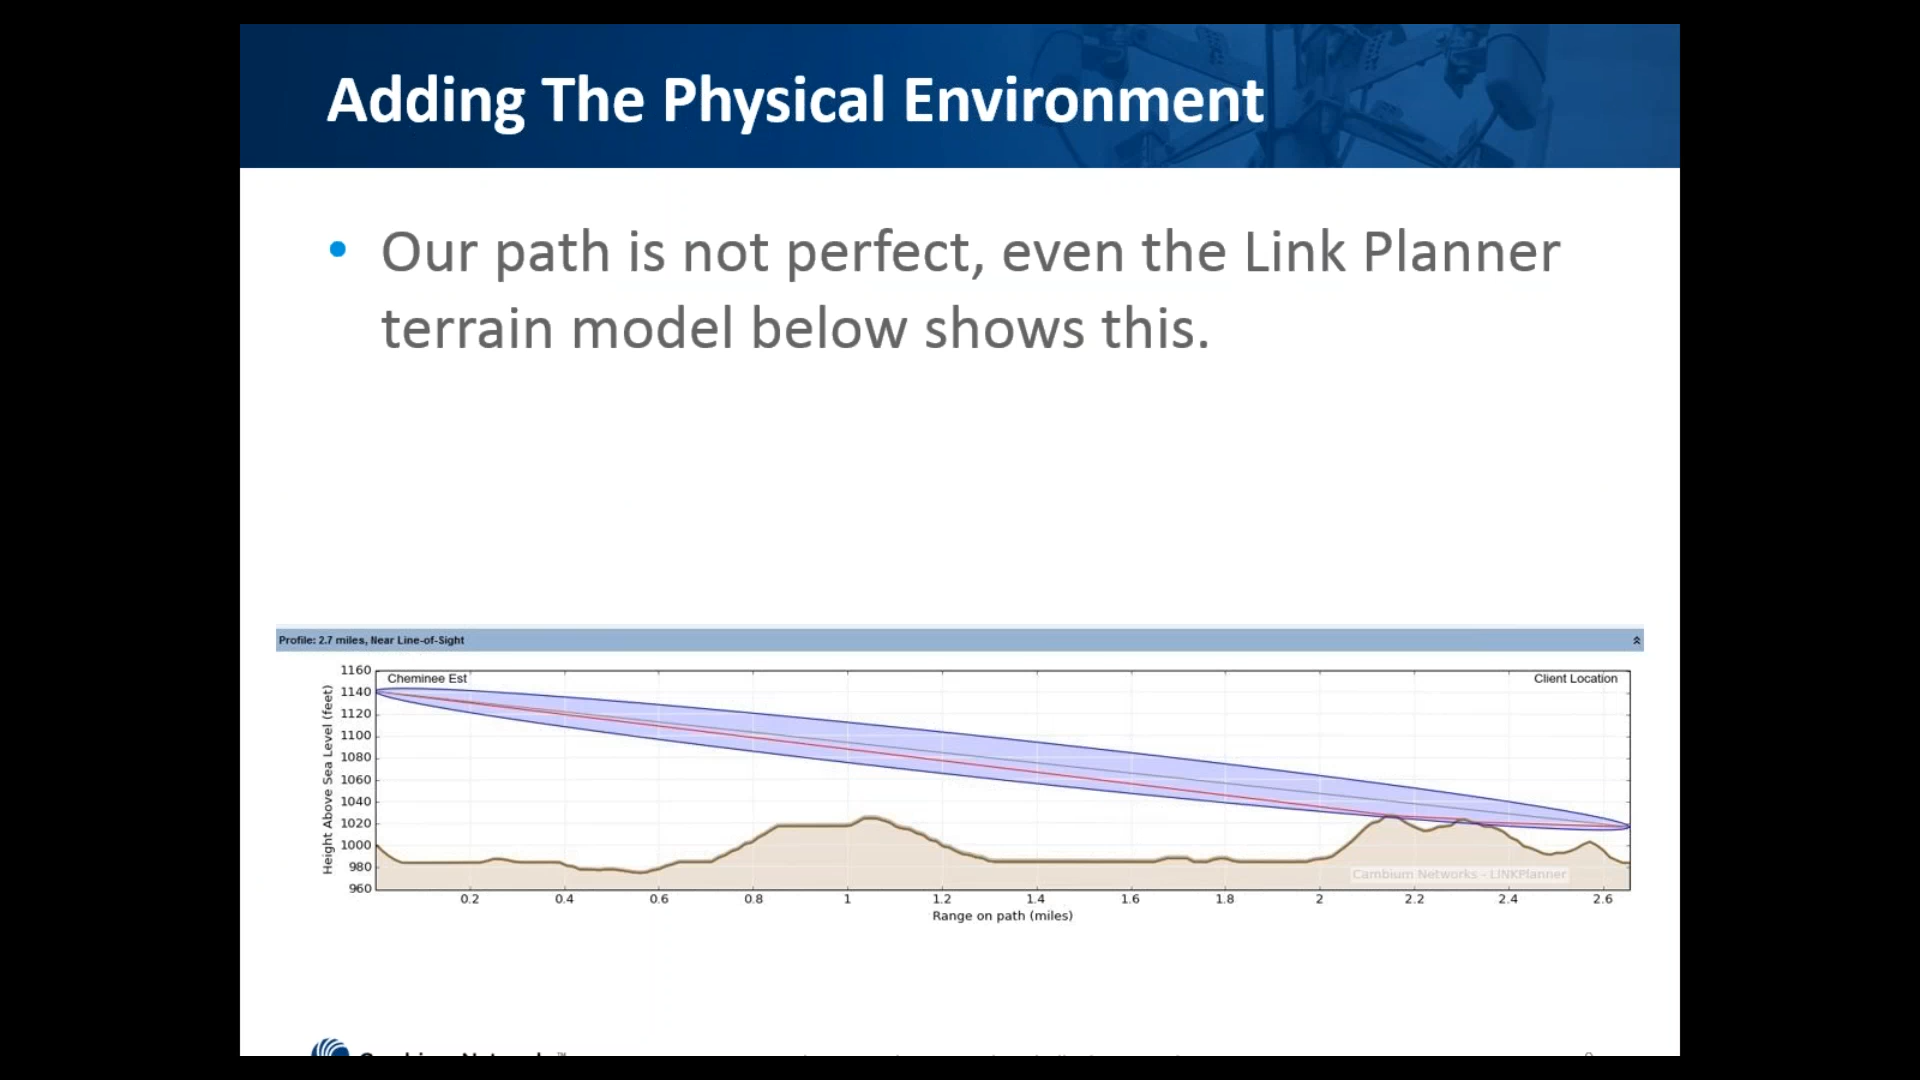 Adding The Physical Environment
• Our path is not perfect, even the Link Planner
terrain model below shows this.
Profile: 2.7 miles, Near Line-of-Sight
Cheminee Est
Client Location
Height Above Sea Level (feet)
1160
1140
1120
1100
1080
1060
1040
1020
1000
980
960
Cambium Networks - LINKPlanner
0.2 0.4 0.6 0.8 1 1.2 1.4 1.6 1.8 2 2.2 2.4 2.6
Range on path (miles)